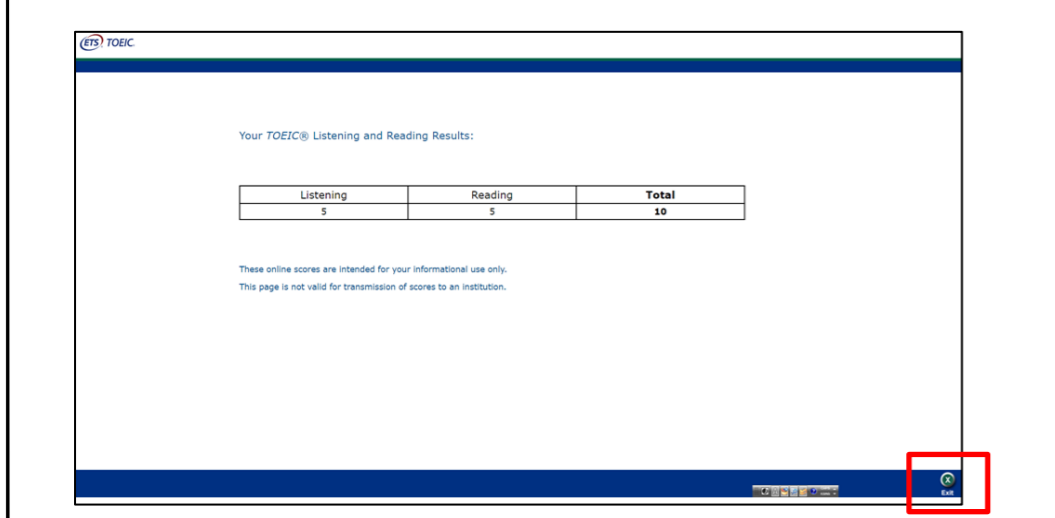 ETS TOEIC.
Your TOEIC® Listening and Reading Results:
Listening Reading Total
5 5 10
These online scores are intended for your informational use only.
This page is not valid for transmission of scores to an institution.
Exit